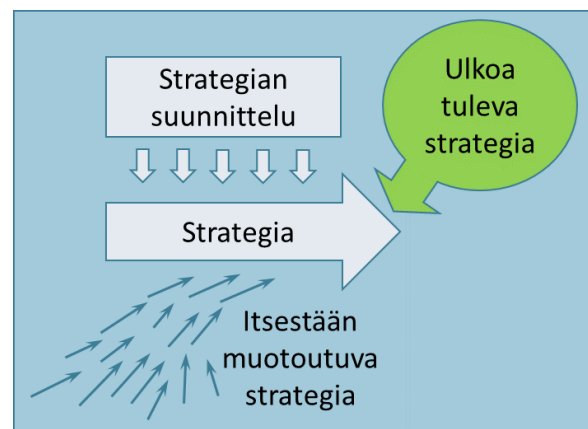 Strategian
suunnittelu
Ulkoa
tuleva
strategia
Strategia
Itsestään
muotoutuva
strategia